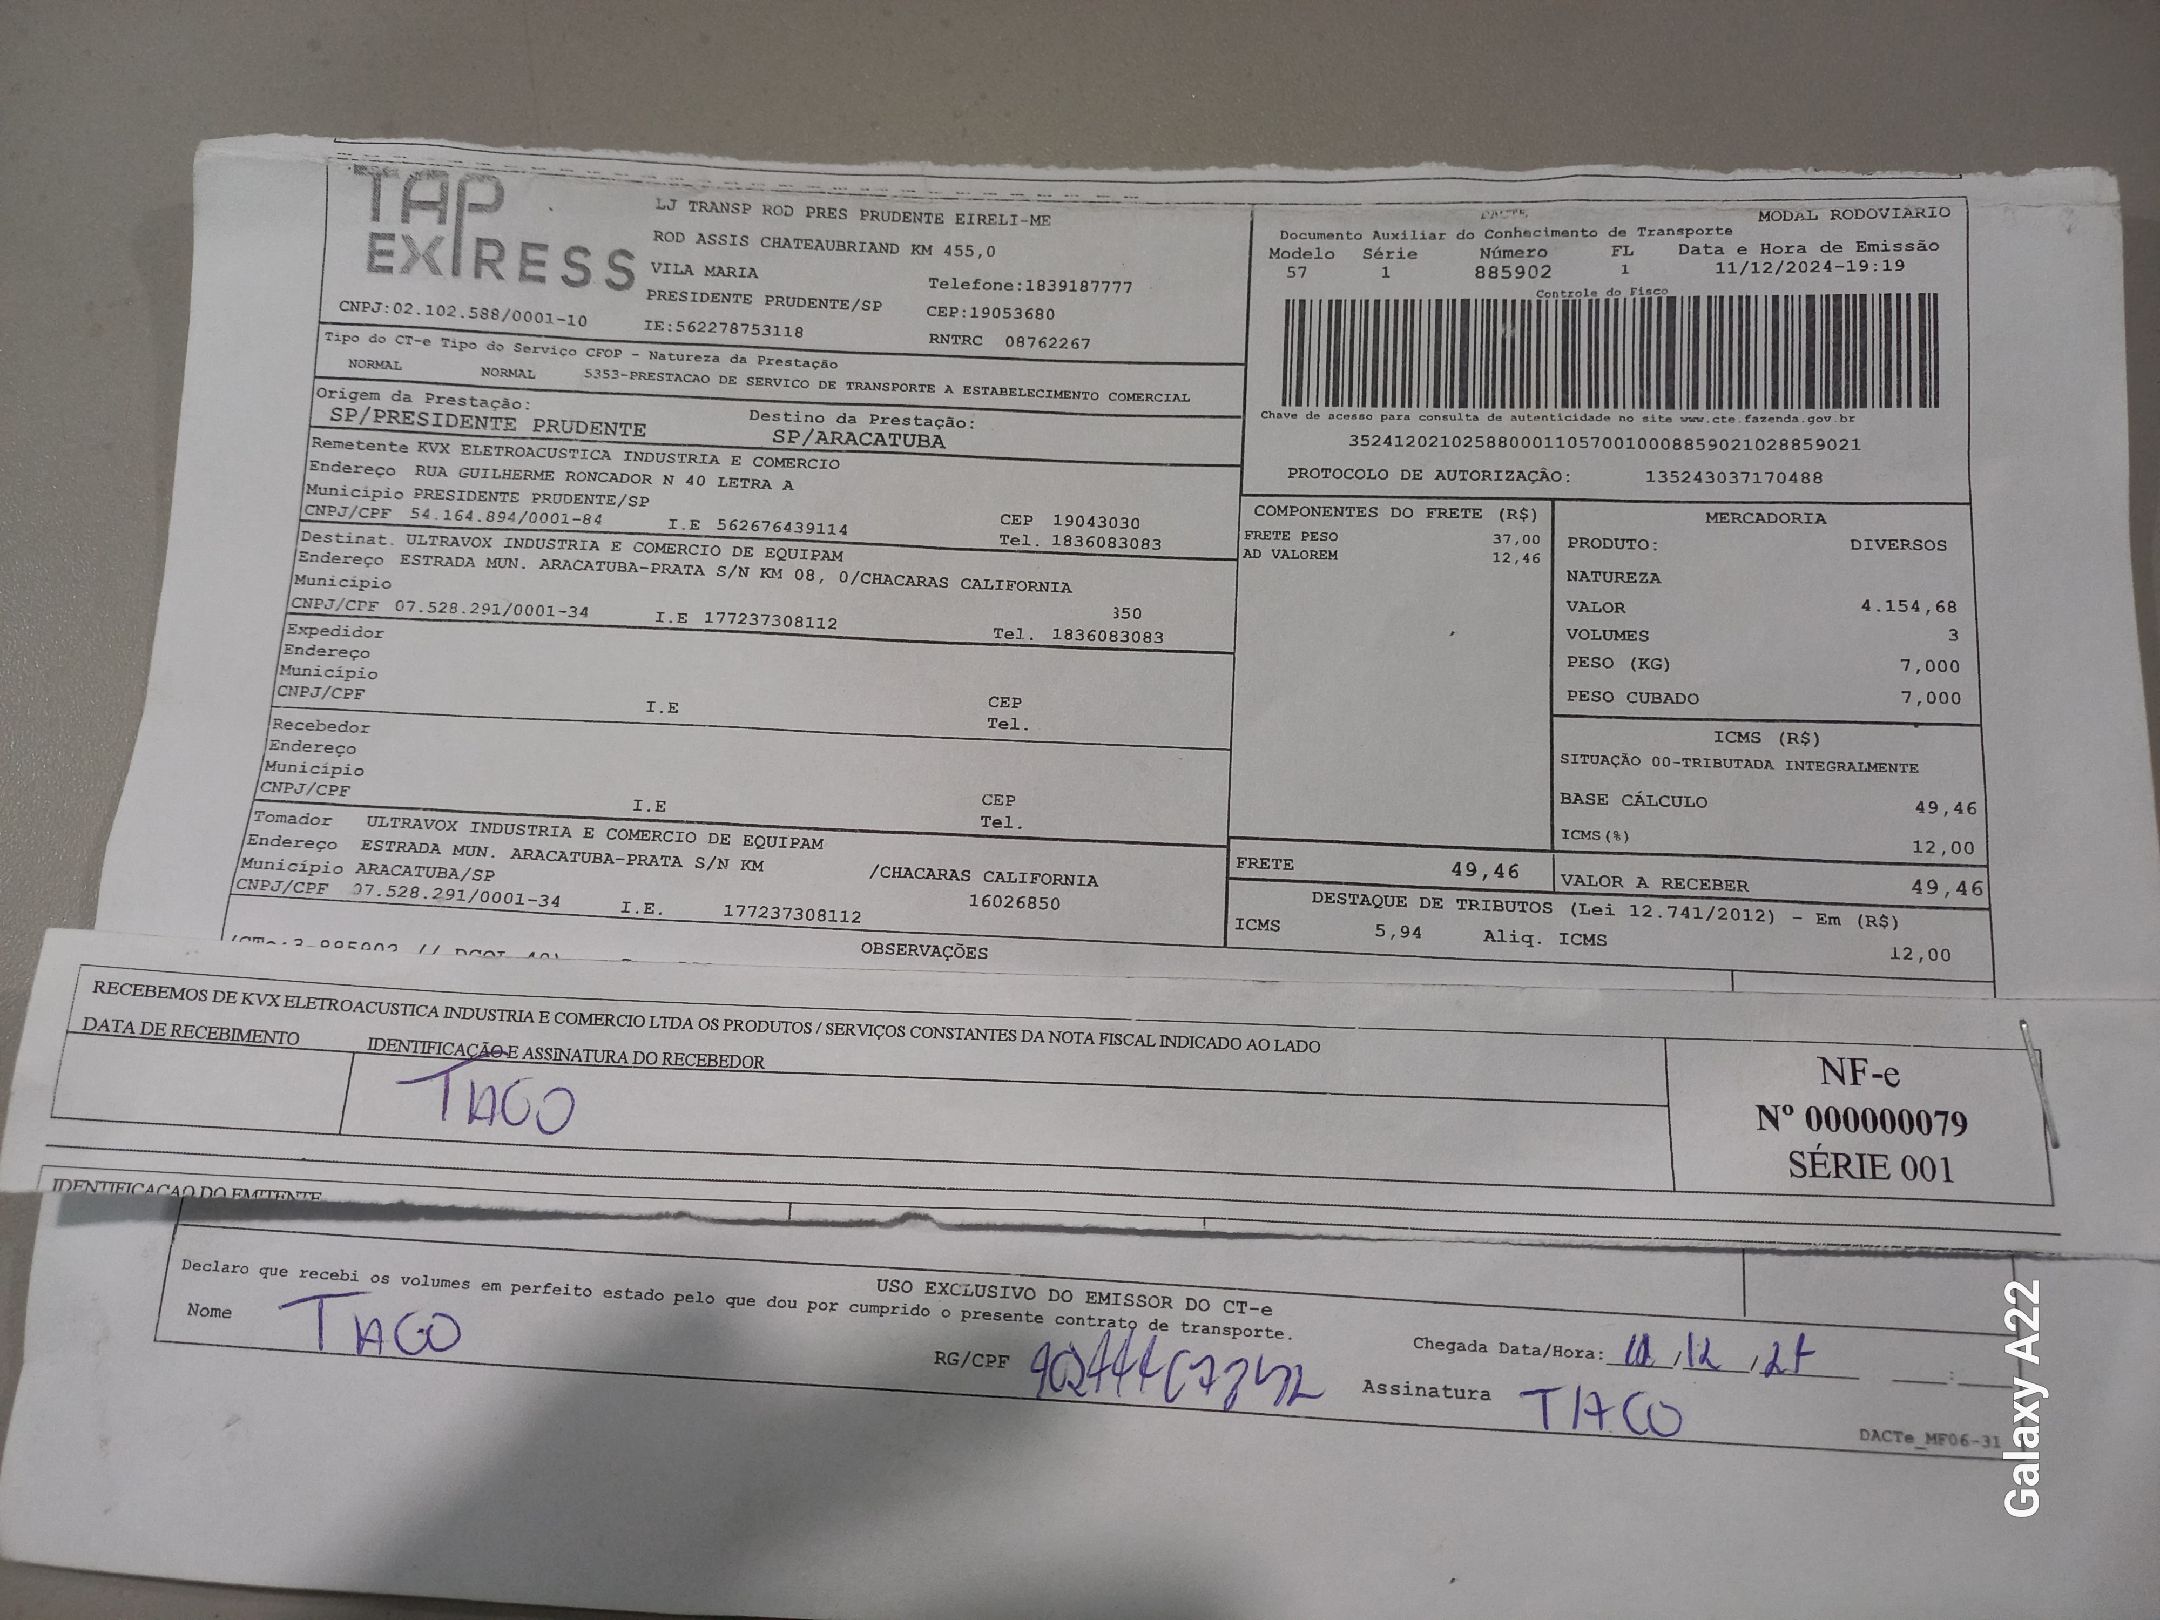 TAP
EXPRESS
LJ TRANSP ROD PRES PRUDENTE EIRELI-ME
ROD ASSIS CHATEAUBRIAND KM 455,0
VILA MARIA
Telefone:1839187777
PRESIDENTE PRUDENTE/SP
CEP:19053680
CNPJ:02.102.588/0001-10
IE:562278753118
RNTRC 08762267
DACTE
MODAL RODOVIÁRIO
Documento Auxiliar do Conhecimento de Transporte
Modelo Série Número FL Data e Hora de Emissão
57 1 885902 1 11/12/2024-19:19
Controle do Fisco
Chave de acesso para consulta de autenticidade no site www.cte.fazenda.gov.br
35241202102588000110570010008859021028859021
PROTOCOLO DE AUTORIZAÇÃO: 135243037170488
Tipo do CT-e Tipo do Serviço CFOP - Natureza da Prestação
NORMAL NORMAL 5353-PRESTACAO DE SERVICO DE TRANSPORTE A ESTABELECIMENTO COMERCIAL
Origem da Prestação: Destino da Prestação:
SP/PRESIDENTE PRUDENTE SP/ARACATUBA
Remetente KVX ELETROACUSTICA INDUSTRIA E COMERCIO
Endereço RUA GUILHERME RONCADOR N 40 LETRA A
Município PRESIDENTE PRUDENTE/SP CEP 19043030
CNPJ/CPF 54.164.894/0001-84 I.E 562676439114 Tel. 1836083083
Destinat. ULTRAVOX INDUSTRIA E COMERCIO DE EQUIPAM
Endereço ESTRADA MUN. ARACATUBA-PRATA S/N KM 08, 0/CHACARAS CALIFORNIA
Município 350
CNPJ/CPF 07.528.291/0001-34 I.E 177237308112 Tel. 1836083083
Expedidor
Endereço
Município CEP
CNPJ/CPF I.E Tel.
Recebedor
Endereço
Município CEP
CNPJ/CPF I.E Tel.
Tomador ULTRAVOX INDUSTRIA E COMERCIO DE EQUIPAM
Endereço ESTRADA MUN. ARACATUBA-PRATA S/N KM /CHACARAS CALIFORNIA
Município ARACATUBA/SP 16026850
CNPJ/CPF 07.528.291/0001-34 I.E. 177237308112
COMPONENTES DO FRETE (R$)
FRETE PESO 37,00
AD VALOREM 12,46
MERCADORIA
PRODUTO: DIVERSOS
NATUREZA
VALOR 4.154,68
VOLUMES 3
PESO (KG) 7,000
PESO CUBADO 7,000
ICMS (R$)
SITUAÇÃO 00-TRIBUTADA INTEGRALMENTE
BASE CÁLCULO 49,46
ICMS(%) 12,00
FRETE 49,46
VALOR A RECEBER 49,46
DESTAQUE DE TRIBUTOS (Lei 12.741/2012) - Em (R$)
ICMS 5,94 Aliq. ICMS 12,00
OBSERVAÇÕES
RECEBEMOS DE KVX ELETROACUSTICA INDUSTRIA E COMERCIO LTDA OS PRODUTOS / SERVIÇOS CONSTANTES DA NOTA FISCAL INDICADO AO LADO
DATA DE RECEBIMENTO IDENTIFICAÇÃO E ASSINATURA DO RECEBEDOR
TIAGO
NF-e
Nº 000000079
SÉRIE 001
IDENTIFICAÇÃO DO EMITENTE
USO EXCLUSIVO DO EMISSOR DO CT-e
Declaro que recebi os volumes em perfeito estado pelo que dou por cumprido o presente contrato de transporte.
Nome TIAGO
RG/CPF
Chegada Data/Hora:
Assinatura TIAGO
DACTe_MF06-31
Galaxy A22